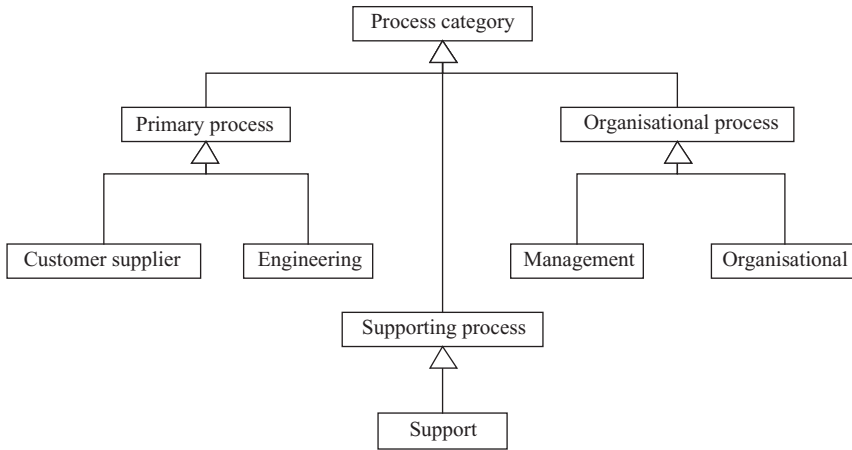 Process category
Primary process
Organisational process
Customer supplier
Engineering
Management
Organisational
Supporting process
Support